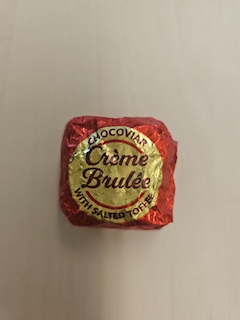 CHOCOVIAR
Crème
Brulée
WITH SALTED TOFFEE